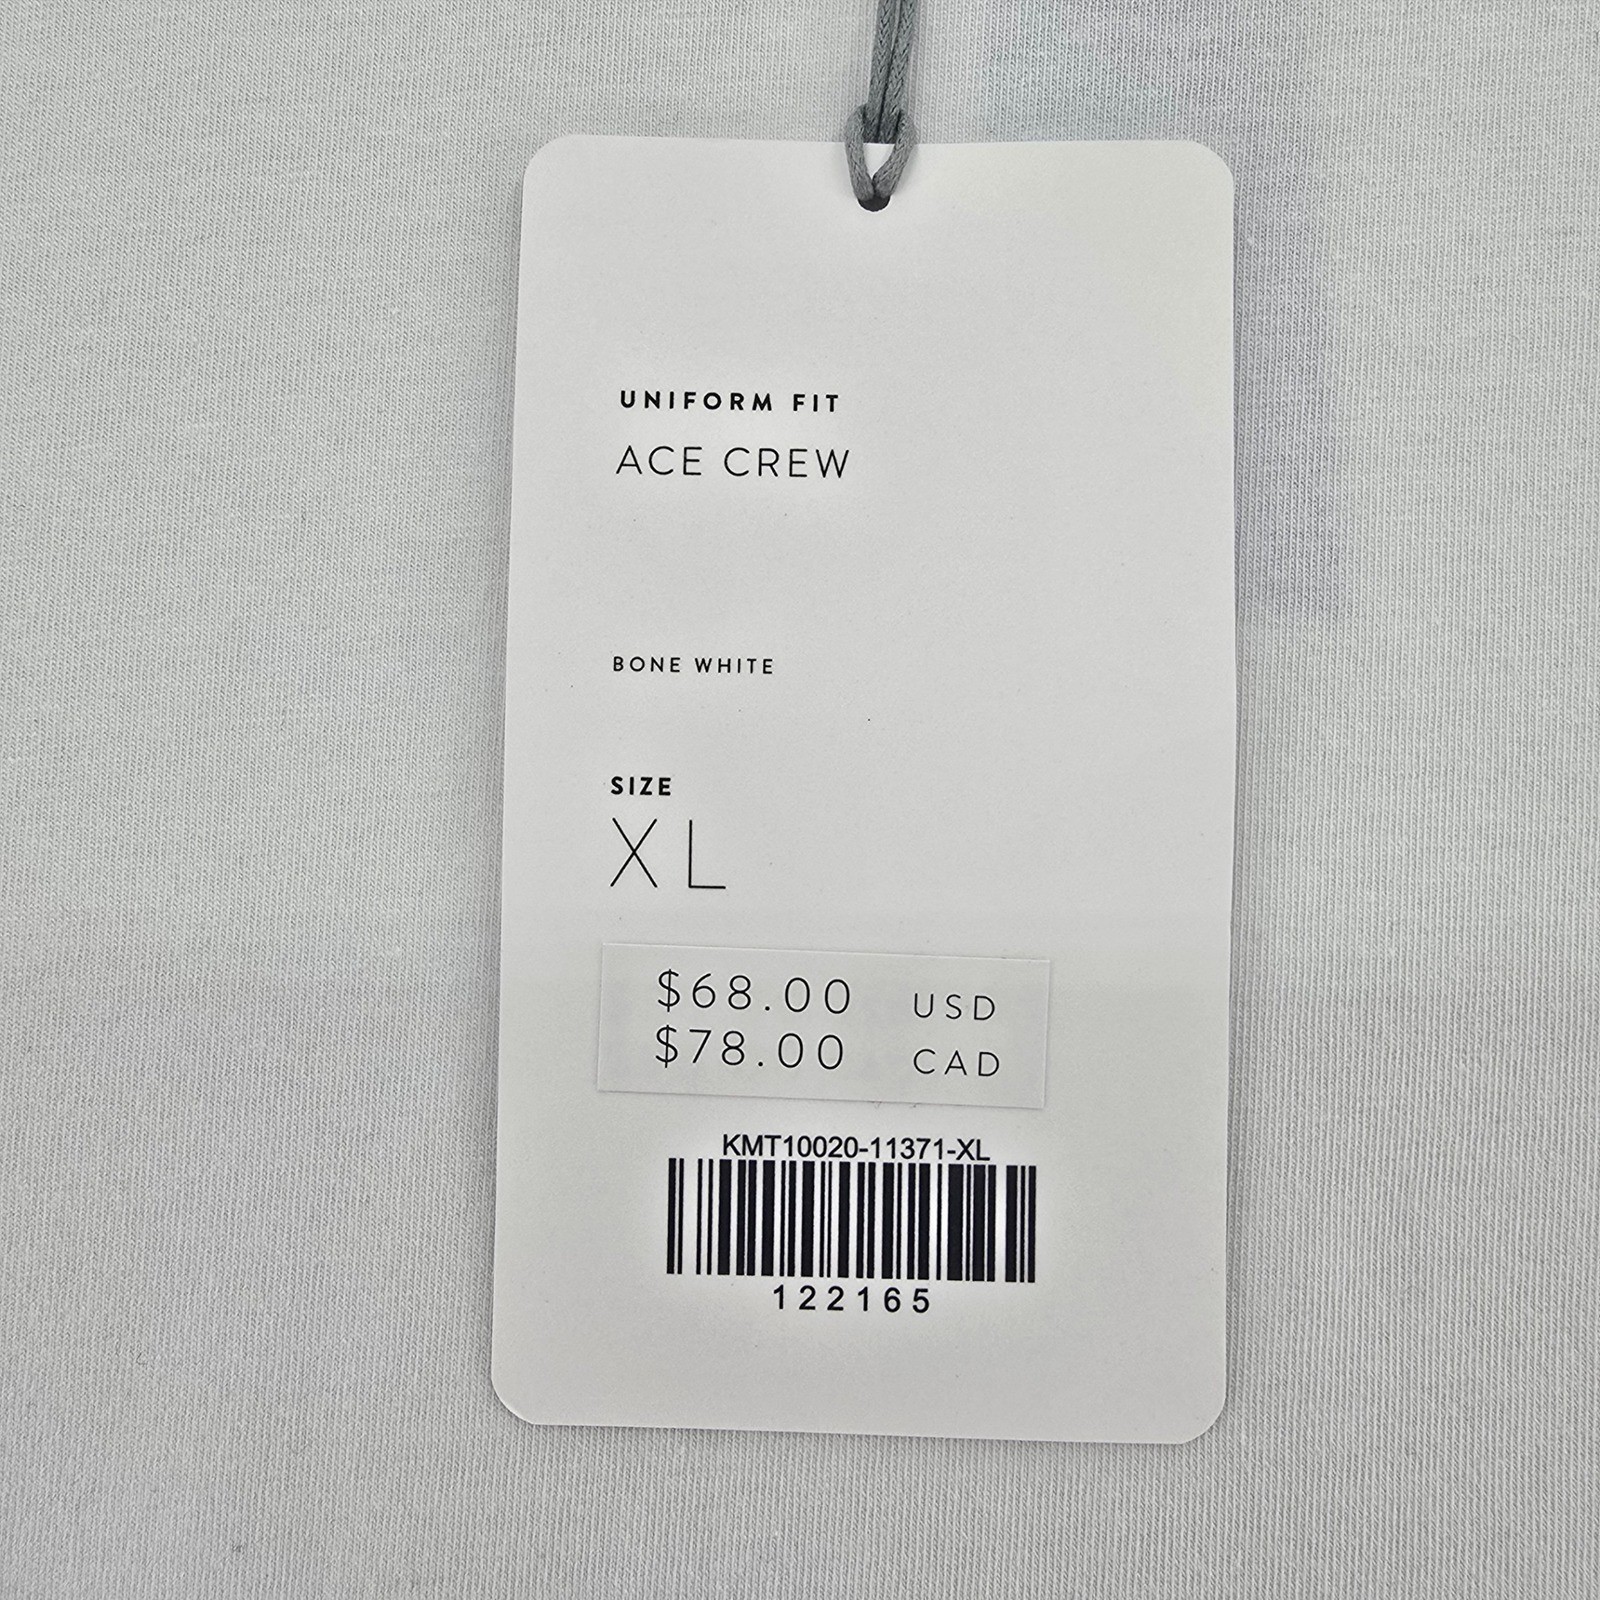 UNIFORM FIT
ACE CREW
BONE WHITE
SIZE
XL
$68.00 USD
$78.00 CAD
KMT10020-11371-XL
122165